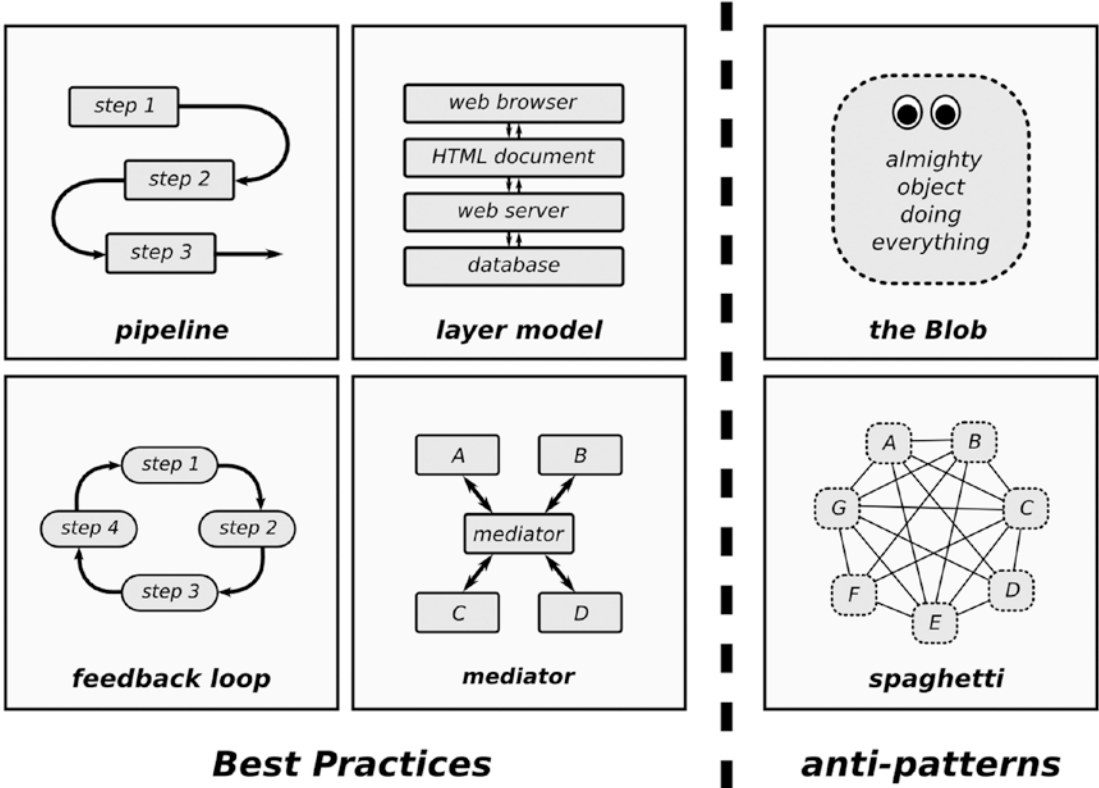 step 1
step 2
step 3
pipeline
web browser
HTML document
web server
database
layer model
almighty
object
doing
everything
the Blob
step 1
step 4
step 2
step 3
feedback loop
A
B
mediator
C
D
mediator
A
B
G
C
F
D
E
spaghetti
Best Practices
anti-patterns